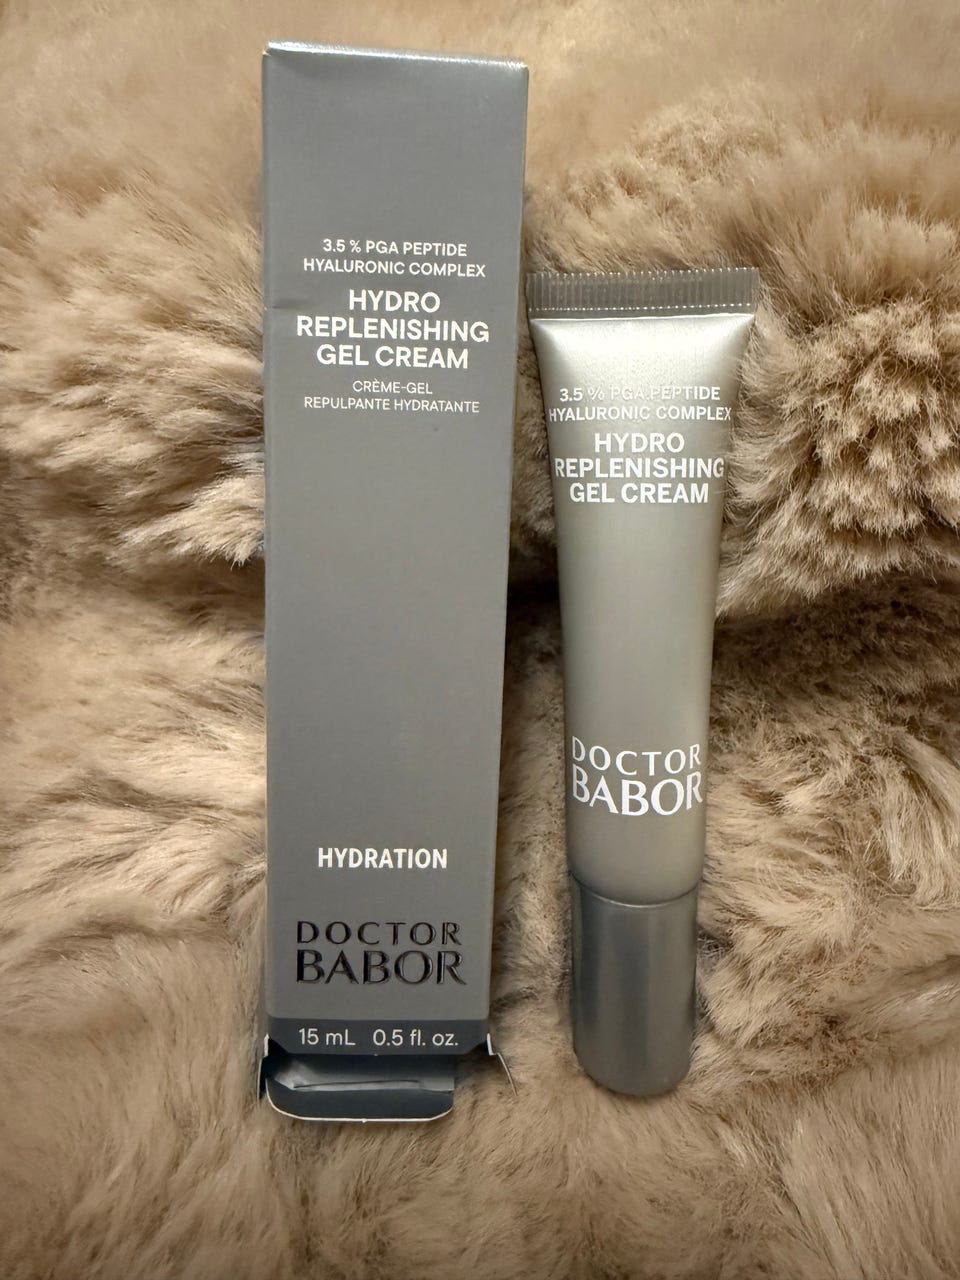 3.5 % PGA PEPTIDE
HYALURONIC COMPLEX
HYDRO
REPLENISHING
GEL CREAM
CRÈME-GEL
REPULPANTE HYDRATANTE
HYDRATION
DOCTOR
BABOR
15 mL 0.5 fl. oz.
3.5 % PGA PEPTIDE
HYALURONIC COMPLEX
HYDRO
REPLENISHING
GEL CREAM
DOCTOR
BABOR